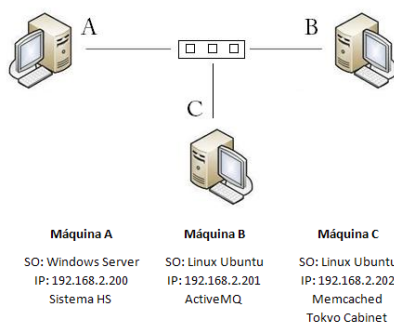 A
B
C
Máquina A
SO: Windows Server
IP: 192.168.2.200
Sistema HS
Máquina B
SO: Linux Ubuntu
IP: 192.168.2.201
ActiveMQ
Máquina C
SO: Linux Ubuntu
IP: 192.168.2.202
Memcached
Tokyo Cabinet